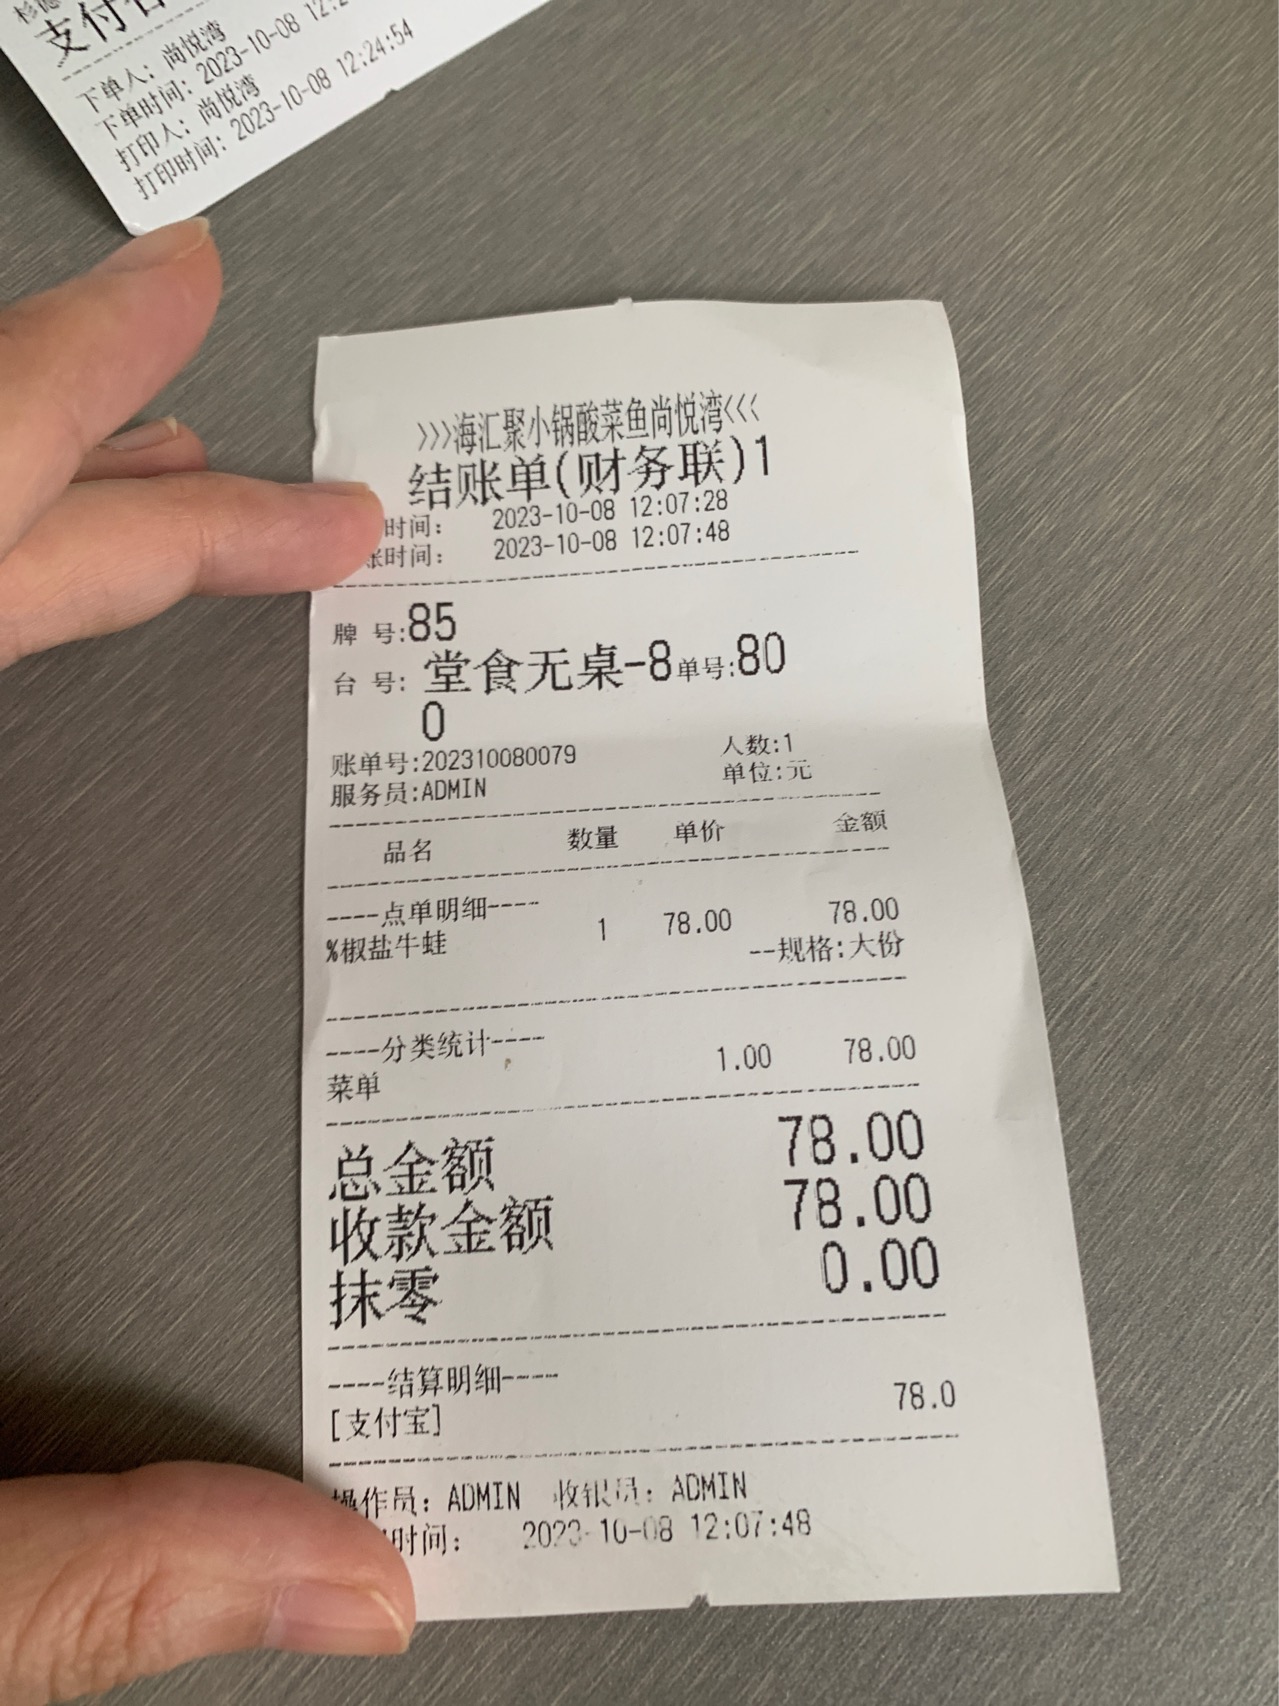 支付
下单人：尚悦湾
下单时间：2023-10-08 12:2
打印人：尚悦湾
打印时间：2023-10-08 12:24:54
>>>海汇聚小锅酸菜鱼尚悦湾<<<
结账单(财务联)1
时间： 2023-10-08 12:07:28
账时间： 2023-10-08 12:07:48
牌 号:85
台 号: 堂食无桌-8单号:80
0
账单号:202310080079 人数:1
服务员:ADMIN 单位:元
品名 数量 单价 金额
----点单明细----
%椒盐牛蛙 1 78.00 78.00
--规格:大份
----分类统计----
菜单 1.00 78.00
总金额 78.00
收款金额 78.00
抹零 0.00
----结算明细----
[支付宝] 78.0
操作员：ADMIN 收银员：ADMIN
时间： 2023-10-08 12:07:48